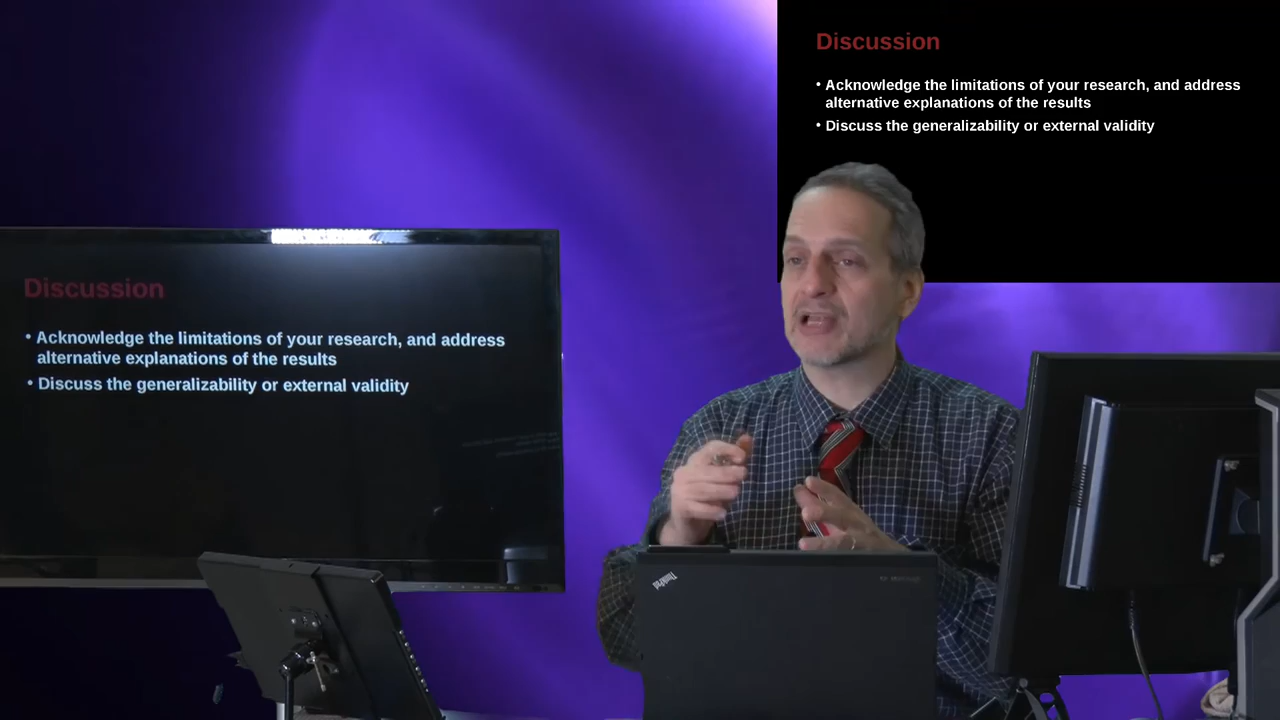 Discussion
• Acknowledge the limitations of your research, and address
alternative explanations of the results
• Discuss the generalizability or external validity
Discussion
• Acknowledge the limitations of your research, and address
alternative explanations of the results
• Discuss the generalizability or external validity
ThinkPad